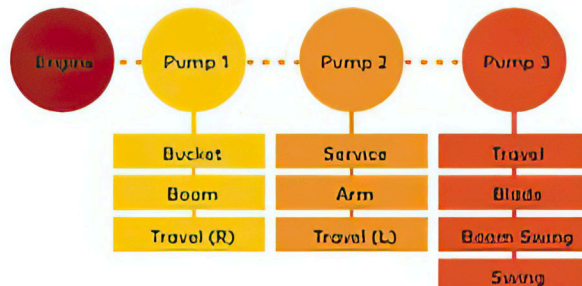 Engine
Pump 1
Pump 2
Pump 3
Bucket
Service
Travel
Boom
Arm
Blade
Travel (R)
Travel (L)
Boom Swing
Swing